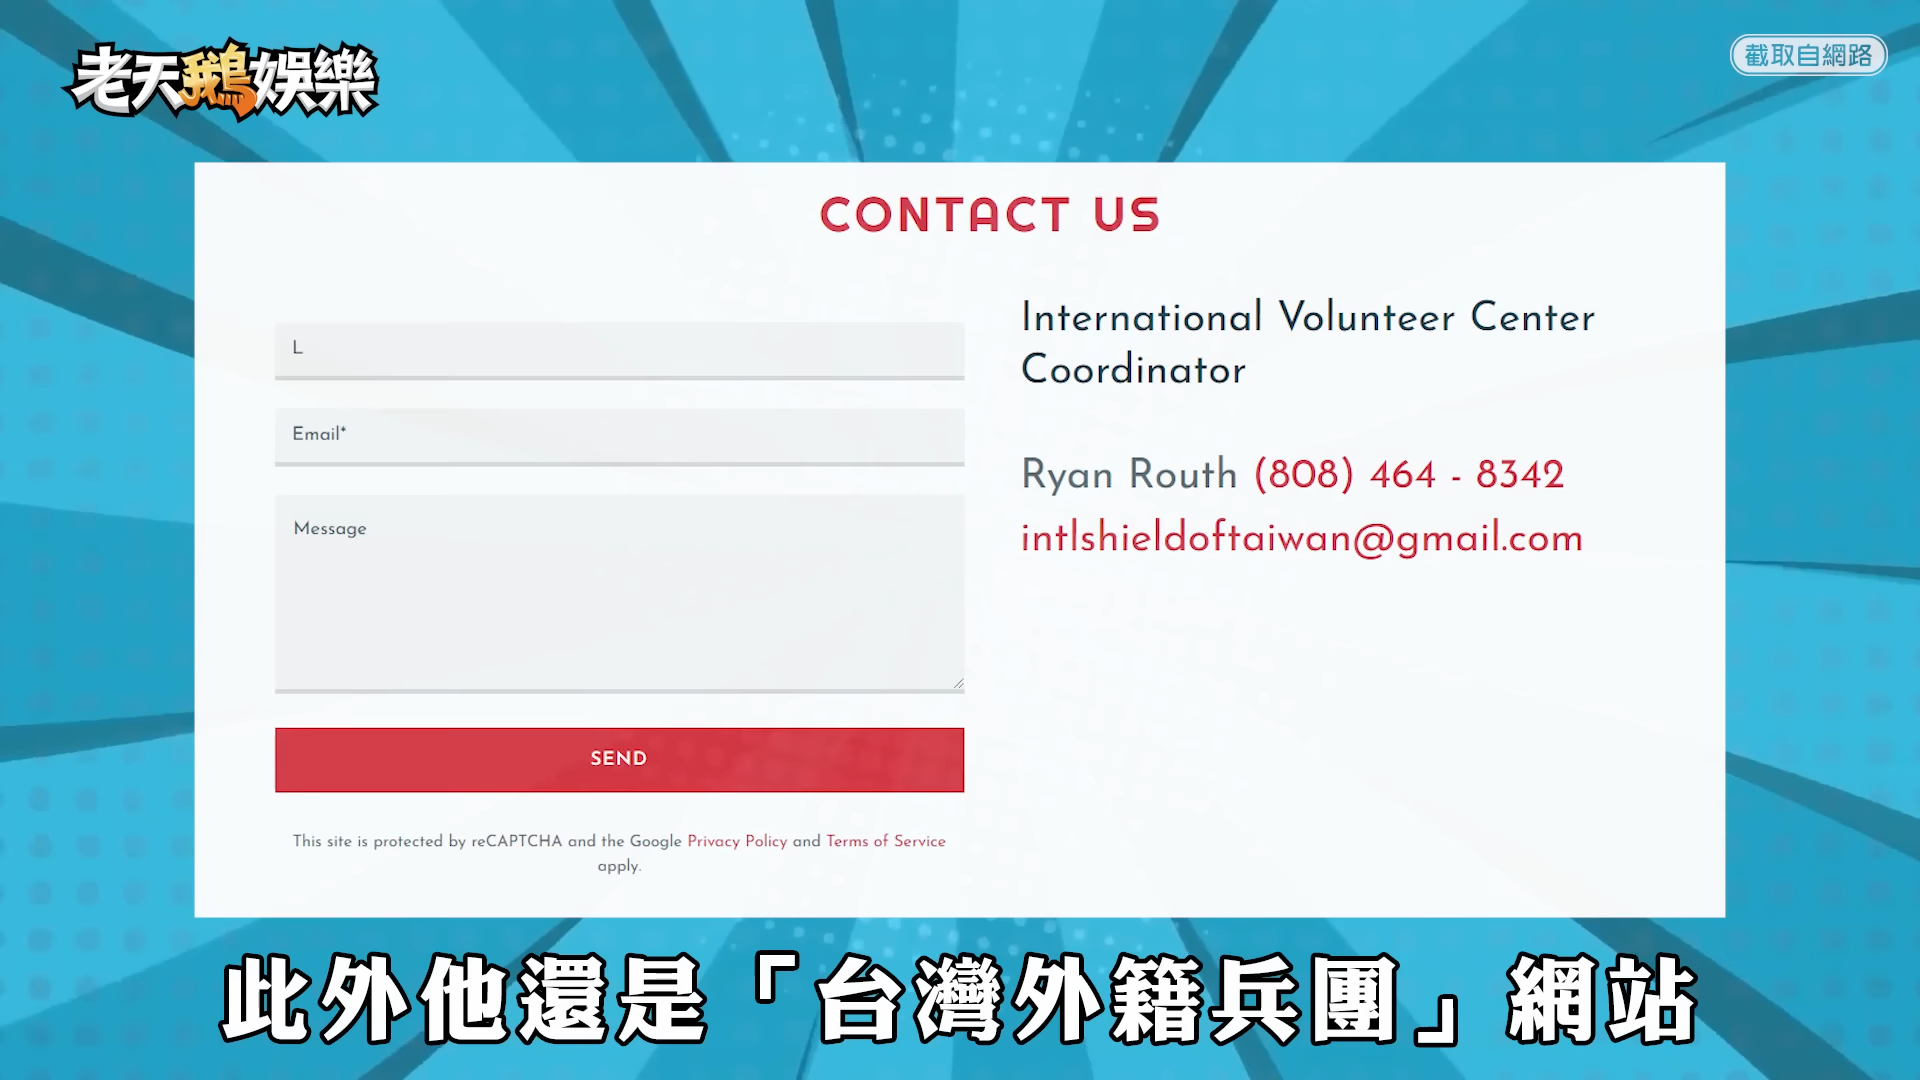 老天鵝娛樂
截取自網路
CONTACT US
L
Email*
Message
SEND
This site is protected by reCAPTCHA and the Google Privacy Policy and Terms of Service
apply.
International Volunteer Center
Coordinator
Ryan Routh (808) 464 - 8342
intlshieldoftaiwan@gmail.com
此外他還是「台灣外籍兵團」網站